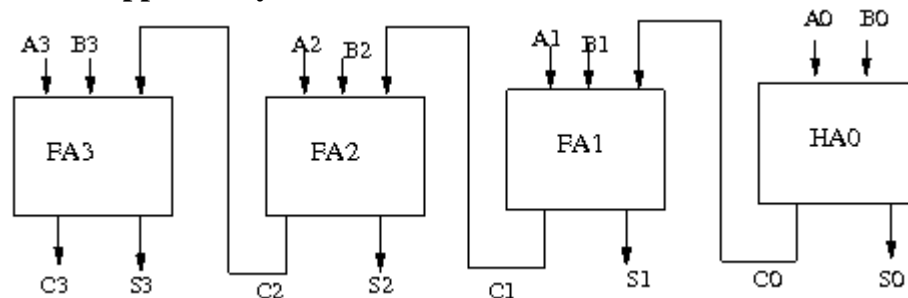 A3 B3 A2 B2 A1 B1 A0 B0
FA3 FA2 FA1 HA0
C3 S3 C2 S2 C1 S1 C0 S0